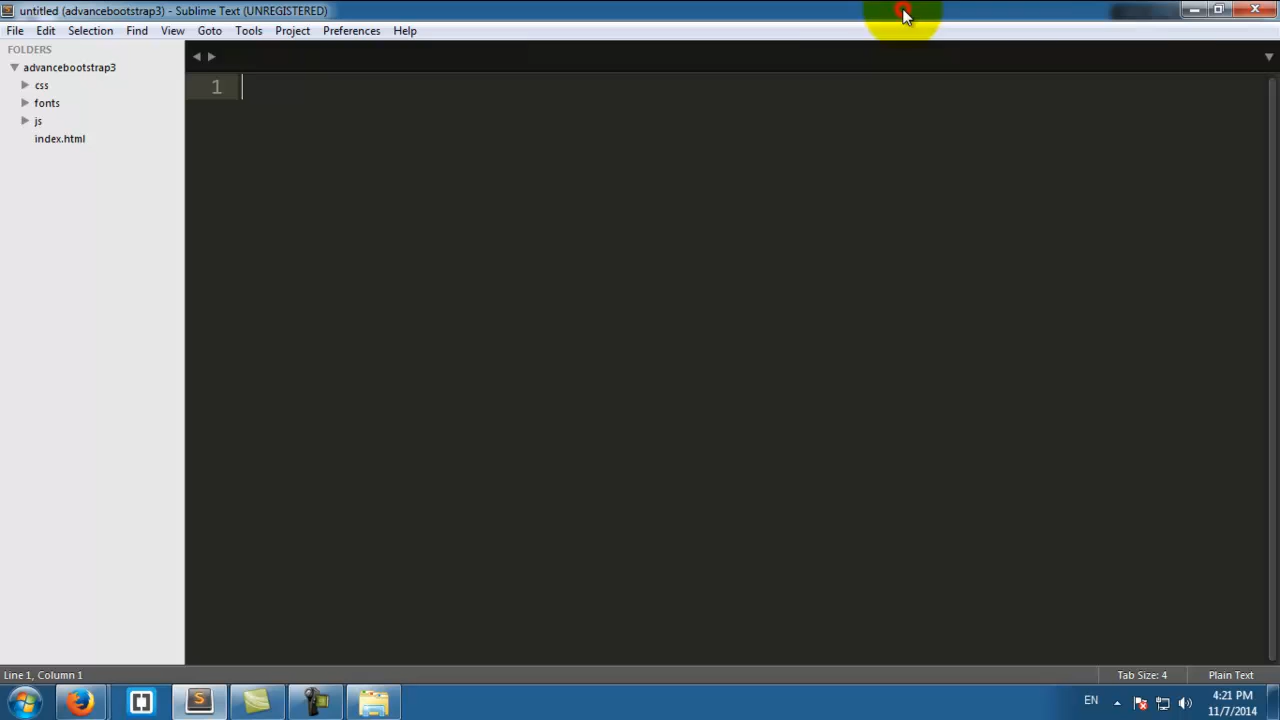 untitled (advancebootstrap3) - Sublime Text (UNREGISTERED)
File Edit Selection Find View Goto Tools Project Preferences Help
FOLDERS
advancebootstrap3
css
fonts
js
index.html
1
Line 1, Column 1 Tab Size: 4 Plain Text
EN 4:21 PM
11/7/2014